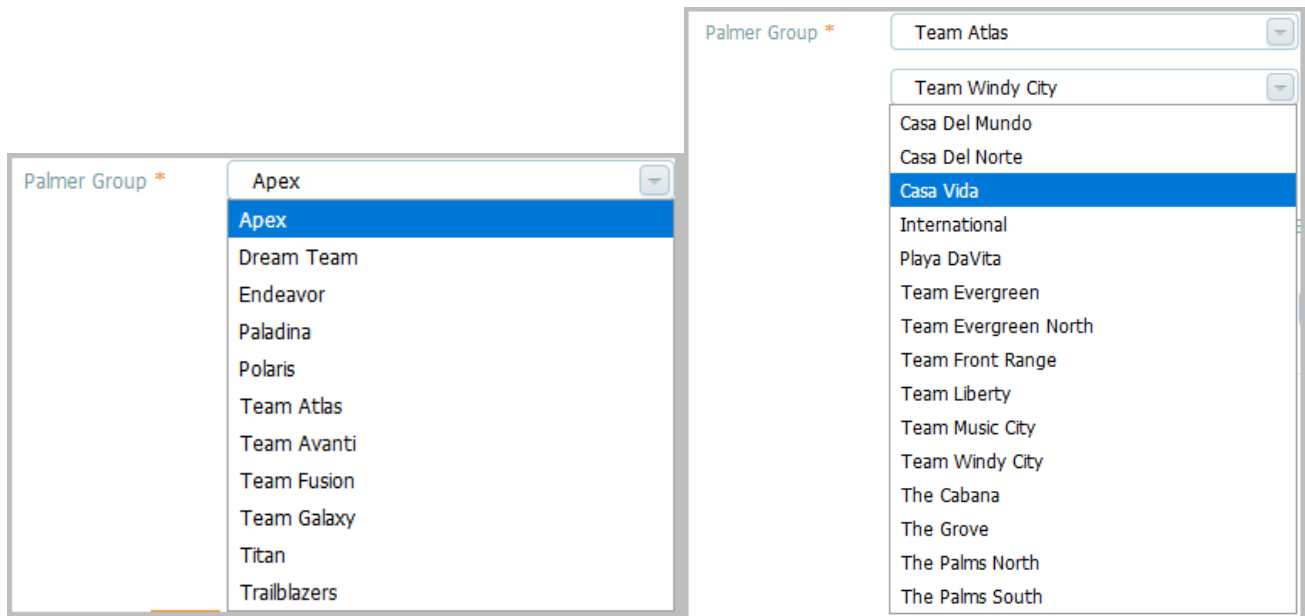 Palmer Group *
Apex
Apex
Dream Team
Endeavor
Paladina
Polaris
Team Atlas
Team Avanti
Team Fusion
Team Galaxy
Titan
Trailblazers
Palmer Group *
Team Atlas
Team Windy City
Casa Del Mundo
Casa Del Norte
Casa Vida
International
Playa DaVita
Team Evergreen
Team Evergreen North
Team Front Range
Team Liberty
Team Music City
Team Windy City
The Cabana
The Grove
The Palms North
The Palms South